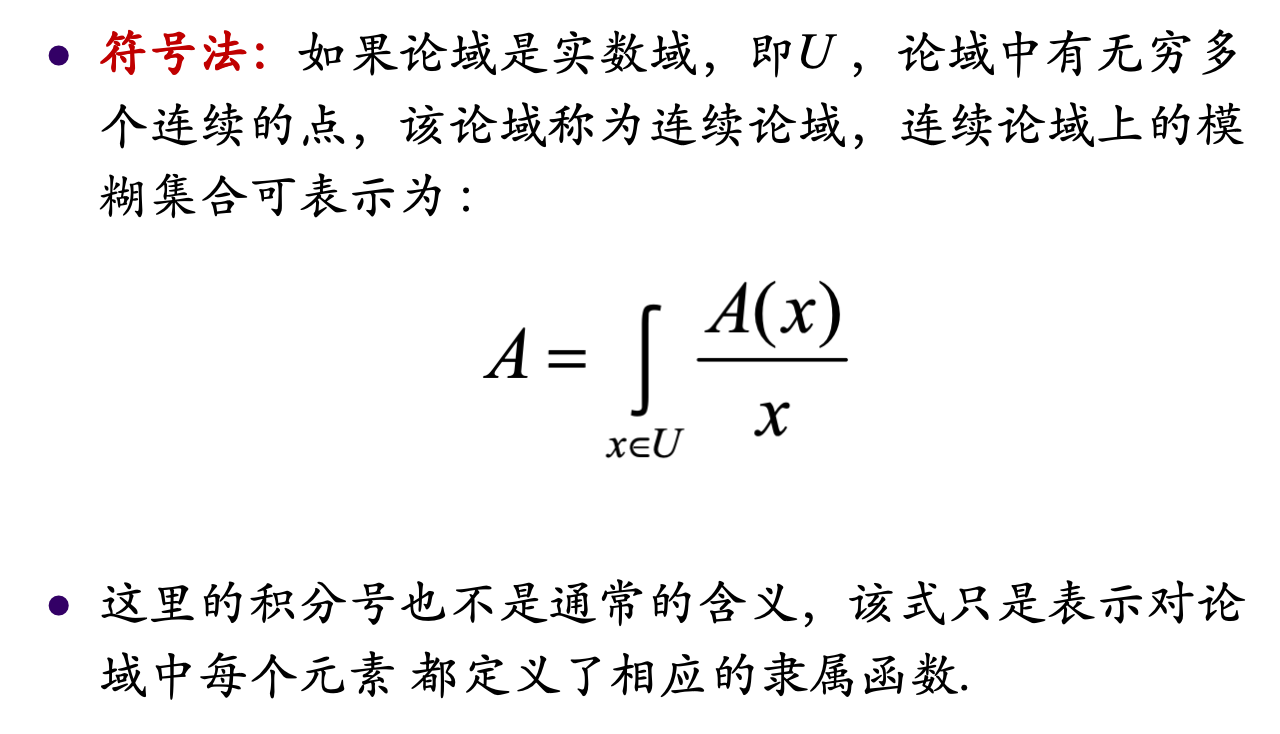 • 符号法：如果论域是实数域，即U ，论域中有无穷多
个连续的点，该论域称为连续论域，连续论域上的模
糊集合可表示为 :
A = ∫
A(x)
x
x∈U
• 这里的积分号也不是通常的含义，该式只是表示对论
域中每个元素 都定义了相应的隶属函数.